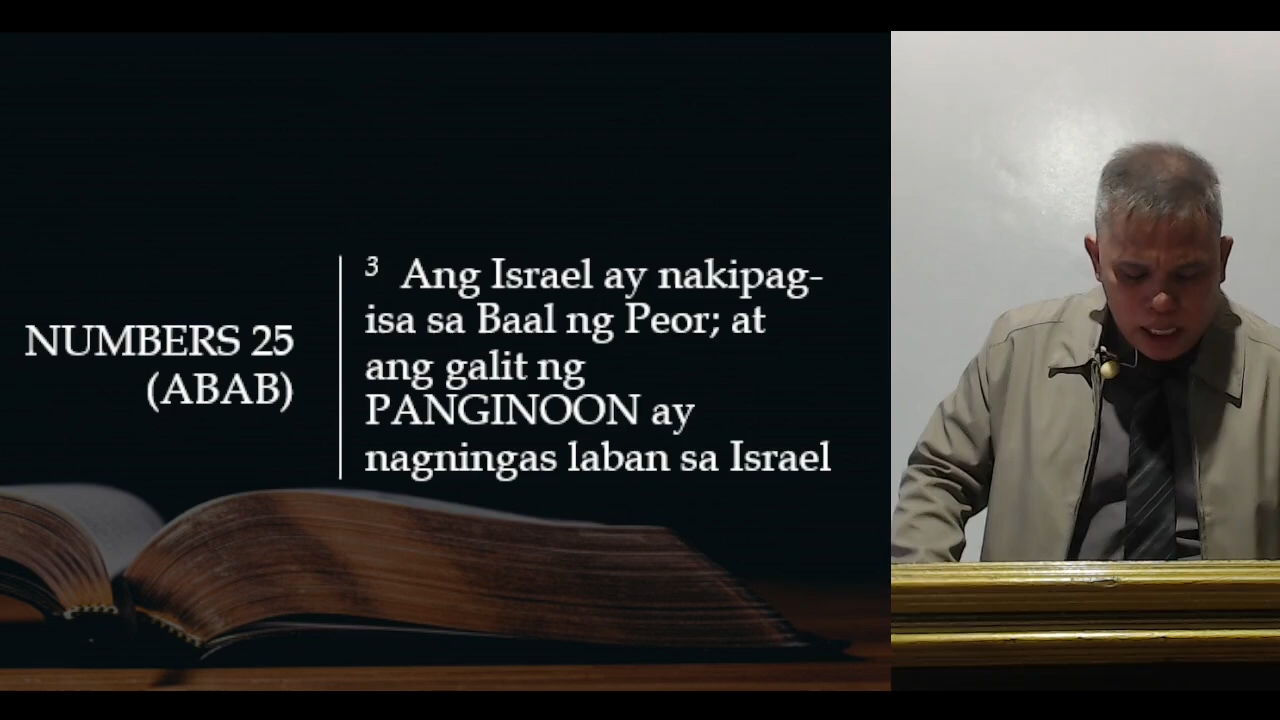 NUMBERS 25
(ABAB)
3 Ang Israel ay nakipag-
isa sa Baal ng Peor; at
ang galit ng
PANGINOON ay
nagningas laban sa Israel